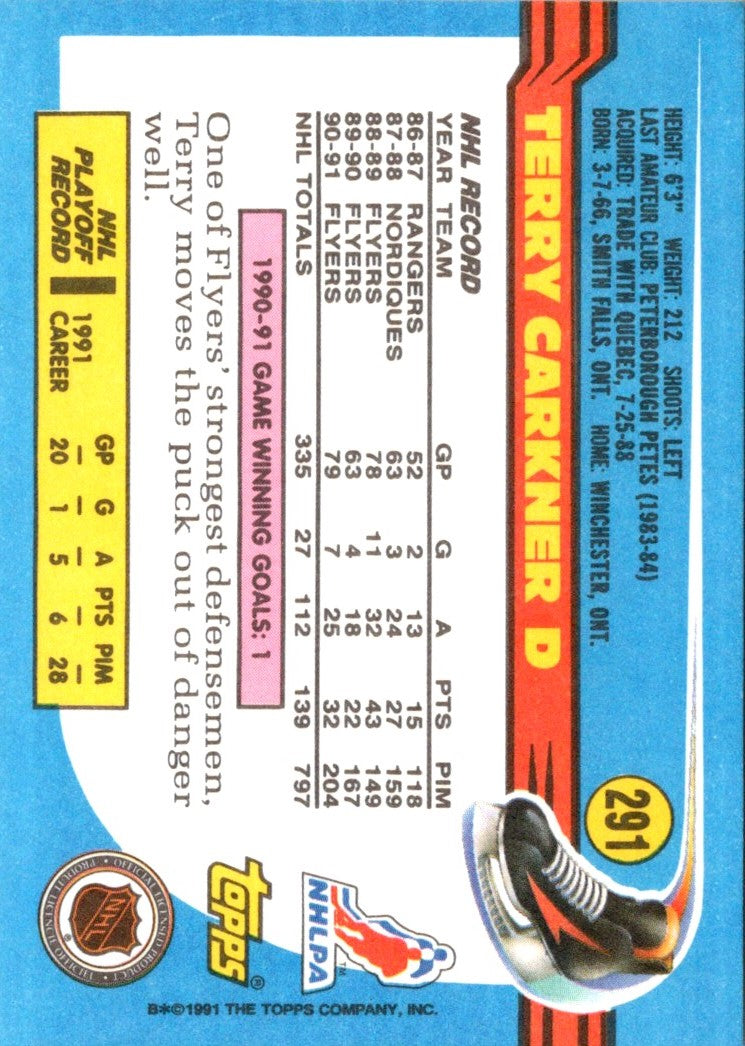 291
HEIGHT: 6'3" WEIGHT: 212 SHOOTS: LEFT
LAST AMATEUR CLUB: PETERBOROUGH PETES (1983-84)
ACQUIRED: TRADE WITH QUEBEC, 7-25-88
BORN: 3-7-66, SMITH FALLS, ONT. HOME: WINCHESTER, ONT.
TERRY CARKNER D
NHL RECORD
YEAR TEAM GP G A PTS PIM
86-87 RANGERS 52 2 13 15 118
87-88 NORDIQUES 63 3 24 27 159
88-89 FLYERS 78 11 32 43 149
89-90 FLYERS 63 4 18 22 167
90-91 FLYERS 79 7 25 32 204
NHL TOTALS 335 27 112 139 797
1990-91 GAME WINNING GOALS: 1
One of Flyers' strongest defensemen,
Terry moves the puck out of danger
well.
NHL PLAYOFF RECORD
GP G A PTS PIM
1991 — — — — —
CAREER 20 1 5 6 28
NHLPA™
TOPPS®
NHL
OFFICIAL LICENSED PRODUCT •
®
B*©1991 THE TOPPS COMPANY, INC.